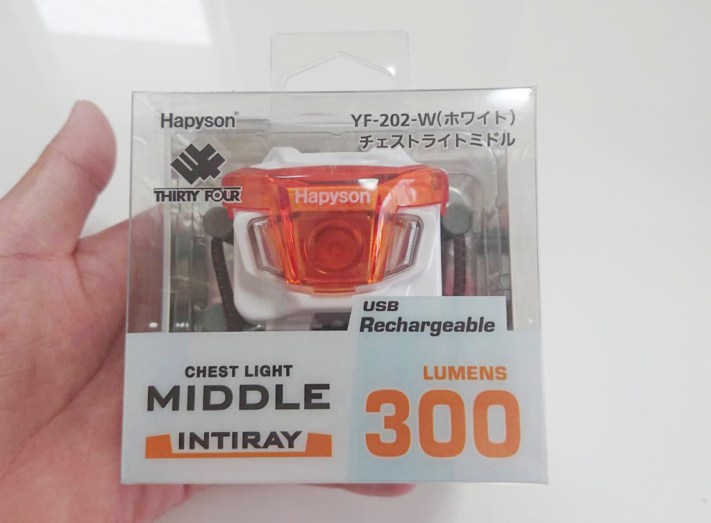 Hapyson
YF-202-W(ホワイト)
チェストライトミドル
THIRTY FOUR
Hapyson
USB
Rechargeable
CHEST LIGHT
MIDDLE
INTIRAY
LUMENS
300